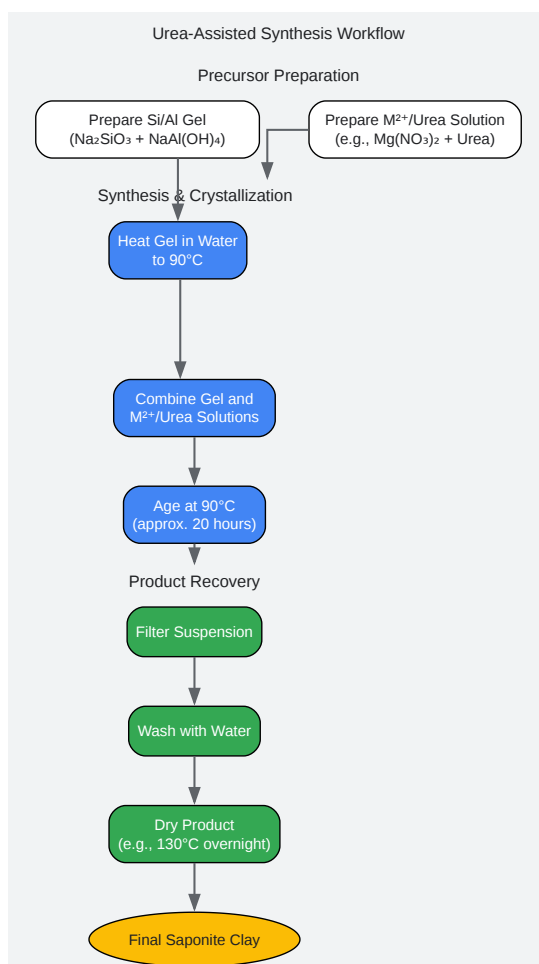 Urea-Assisted Synthesis Workflow
Precursor Preparation
Prepare Si/Al Gel
(Na₂SiO₃ + NaAl(OH)₄)
Prepare M²⁺/Urea Solution
(e.g., Mg(NO₃)₂ + Urea)
Synthesis & Crystallization
Heat Gel in Water
to 90°C
Combine Gel and
M²⁺/Urea Solutions
Age at 90°C
(approx. 20 hours)
Product Recovery
Filter Suspension
Wash with Water
Dry Product
(e.g., 130°C overnight)
Final Saponite Clay